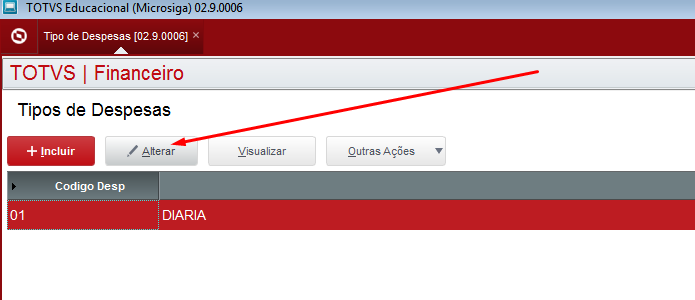 TOTVS Educacional (Microsiga) 02.9.0006
Tipo de Despesas [02.9.0006] ×
TOTVS | Financeiro
Tipos de Despesas
+ Incluir Alterar Visualizar Outras Ações
Codigo Desp
01 DIARIA